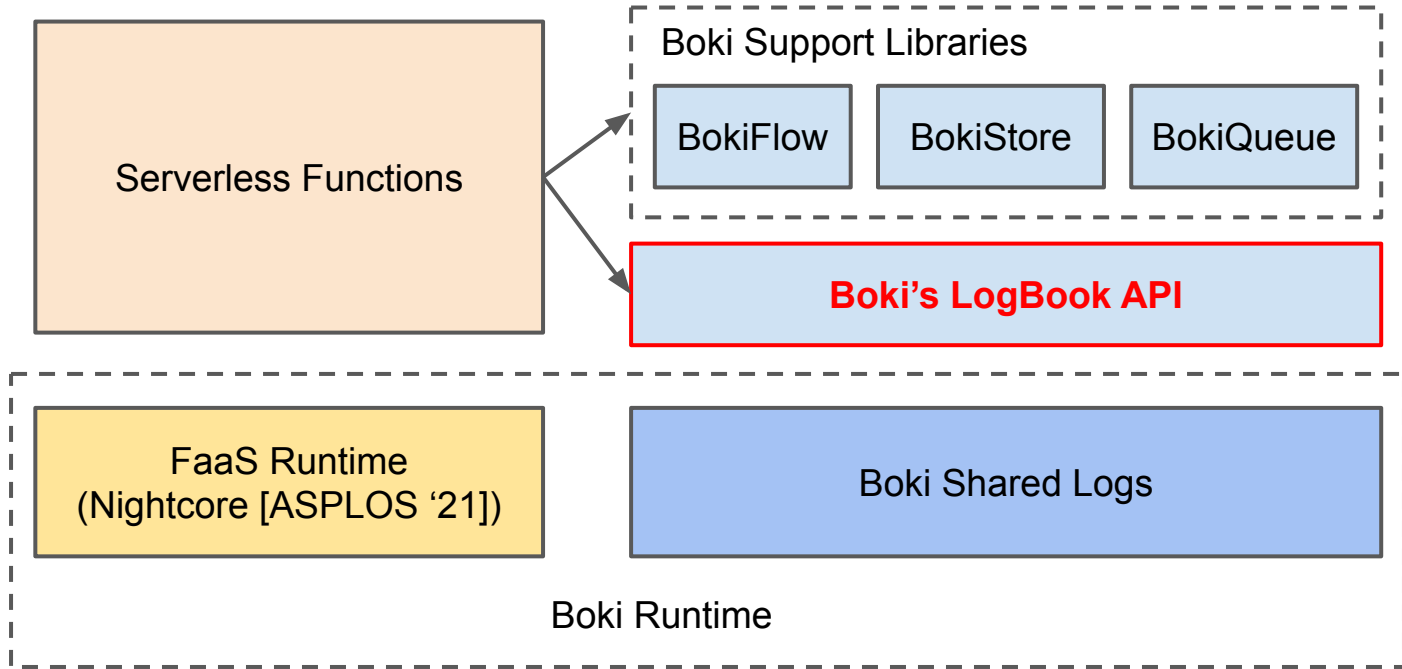 Boki Support Libraries
BokiFlow
BokiStore
BokiQueue
Serverless Functions
Boki’s LogBook API
FaaS Runtime
(Nightcore [ASPLOS ‘21])
Boki Shared Logs
Boki Runtime